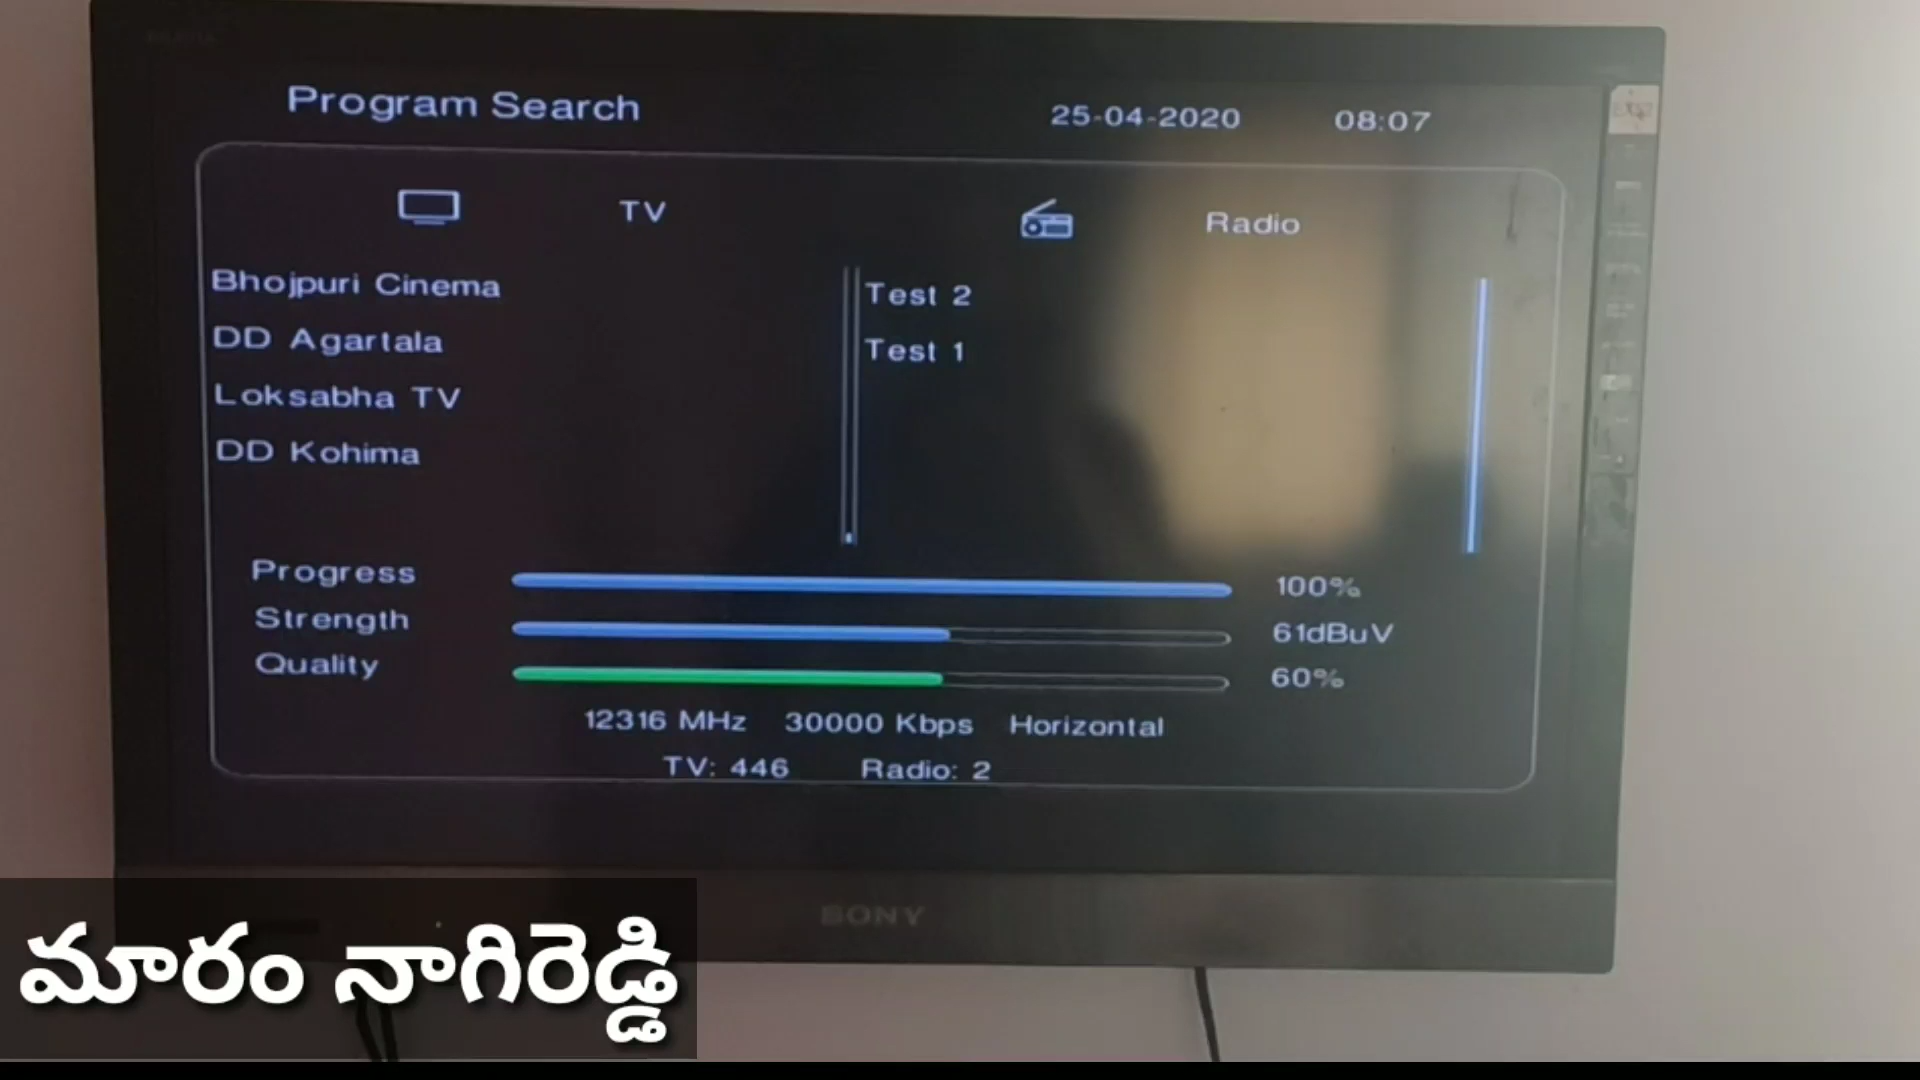 Program Search 25-04-2020 08:07
TV Radio
Bhojpuri Cinema
DD Agartala
Loksabha TV
DD Kohima
Test 2
Test 1
Progress 100%
Strength 61dBuV
Quality 60%
12316 MHz 30000 Kbps Horizontal
TV: 446 Radio: 2
SONY
మారం నాగిరెడ్డి